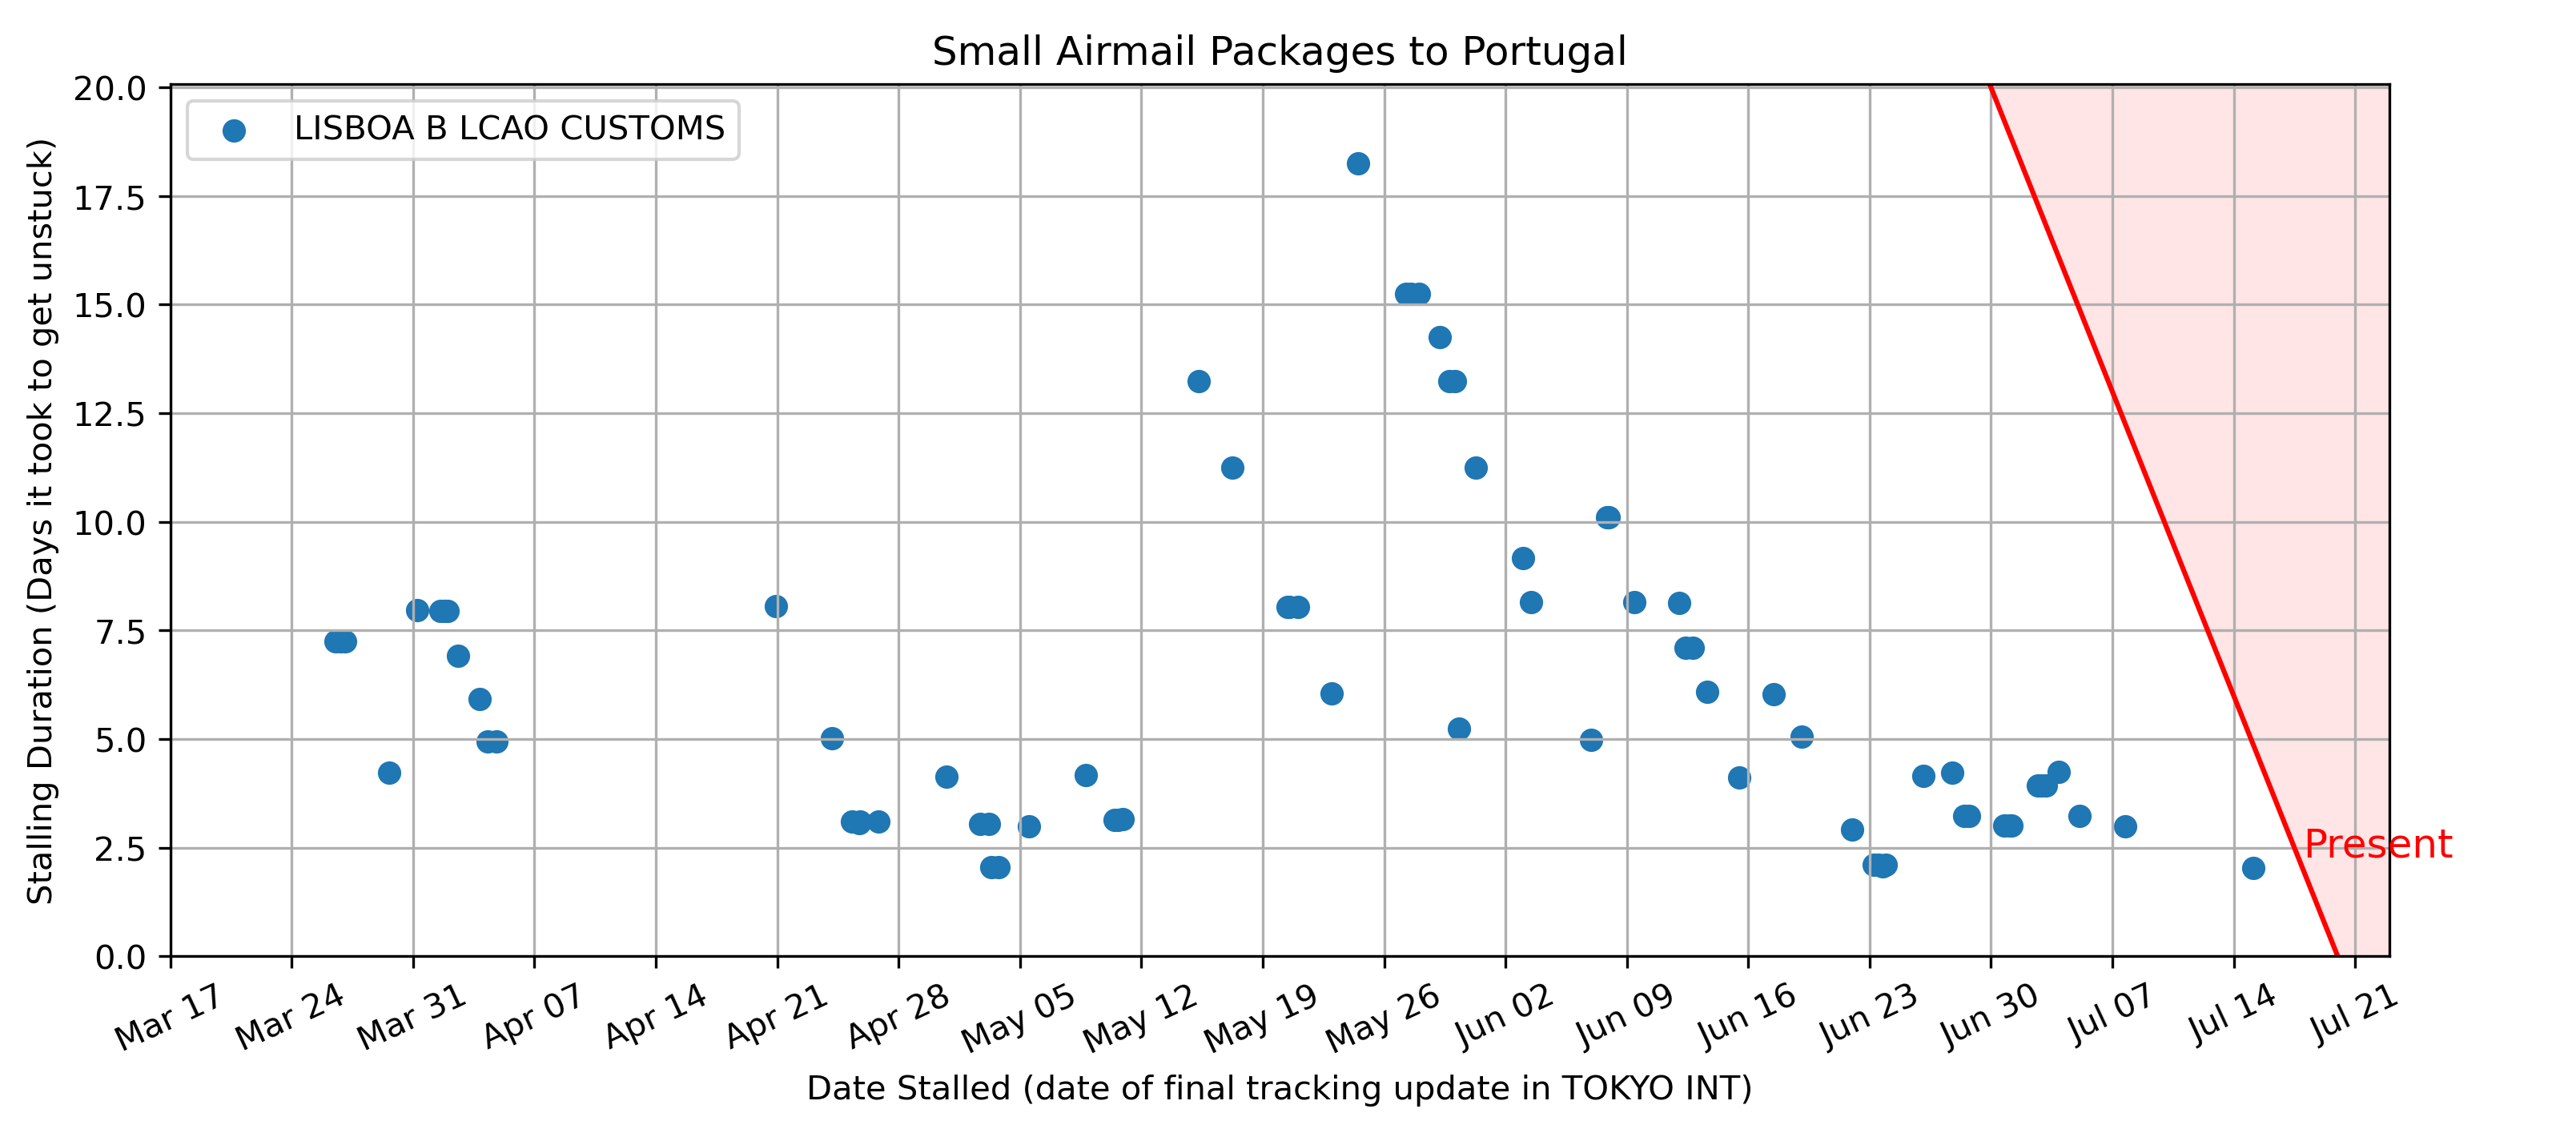 Small Airmail Packages to Portugal
LISBOA B LCAO CUSTOMS
Stalling Duration (Days it took to get unstuck)
20.0
17.5
15.0
12.5
10.0
7.5
5.0
2.5
0.0
Present
Mar 17 Mar 24 Mar 31 Apr 07 Apr 14 Apr 21 Apr 28 May 05 May 12 May 19 May 26 Jun 02 Jun 09 Jun 16 Jun 23 Jun 30 Jul 07 Jul 14 Jul 21
Date Stalled (date of final tracking update in TOKYO INT)